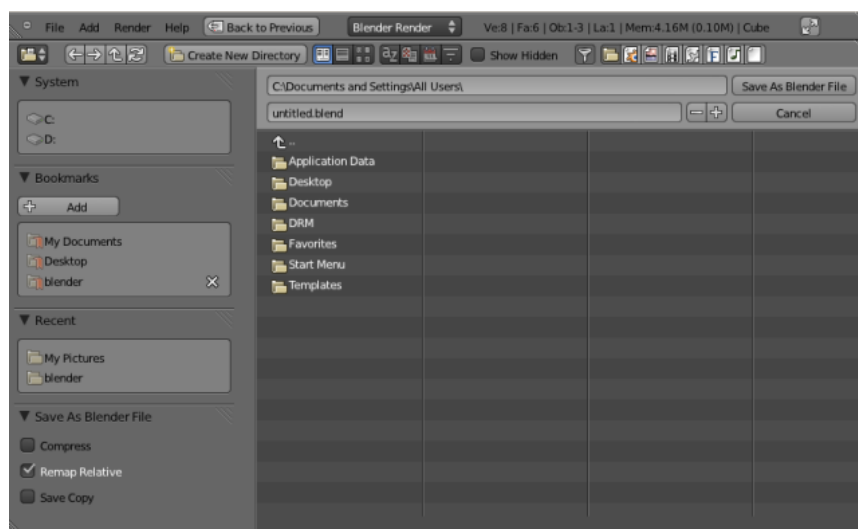 File Add Render Help Back to Previous Blender Render Ve:8 | Fa:6 | Ob:1-3 | La:1 | Mem:4.16M (0.10M) | Cube
Create New Directory Show Hidden
System
C:
D:
Bookmarks
Add
My Documents
Desktop
blender
Recent
My Pictures
blender
Save As Blender File
Compress
Remap Relative
Save Copy
C:\Documents and Settings\All Users\
Save As Blender File
untitled.blend
Cancel
..
Application Data
Desktop
Documents
DRM
Favorites
Start Menu
Templates